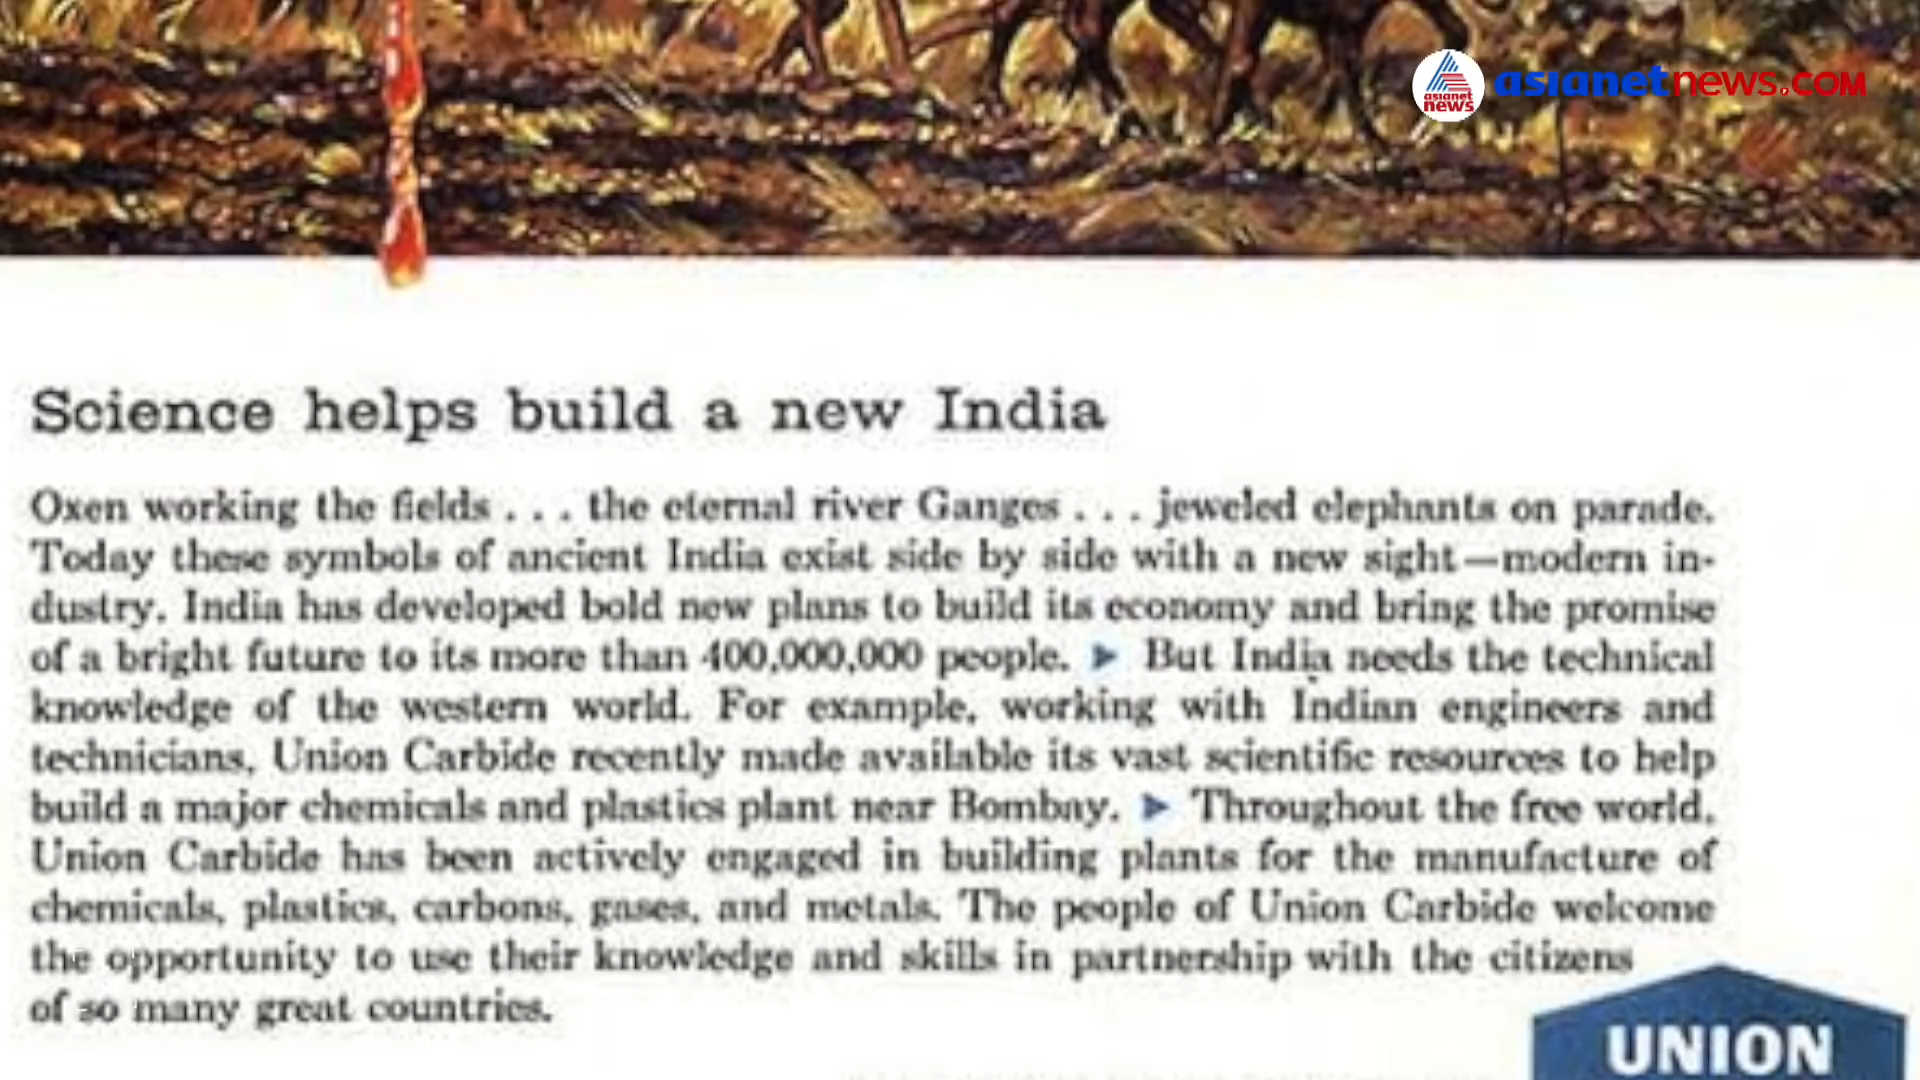 asianet news asianetnews.com
Science helps build a new India
Oxen working the fields . . . the eternal river Ganges . . . jeweled elephants on parade.
Today these symbols of ancient India exist side by side with a new sight—modern in-
dustry. India has developed bold new plans to build its economy and bring the promise
of a bright future to its more than 400,000,000 people. ➤ But India needs the technical
knowledge of the western world. For example, working with Indian engineers and
technicians, Union Carbide recently made available its vast scientific resources to help
build a major chemicals and plastics plant near Bombay. ➤ Throughout the free world,
Union Carbide has been actively engaged in building plants for the manufacture of
chemicals, plastics, carbons, gases, and metals. The people of Union Carbide welcome
the opportunity to use their knowledge and skills in partnership with the citizens
of so many great countries.
UNION